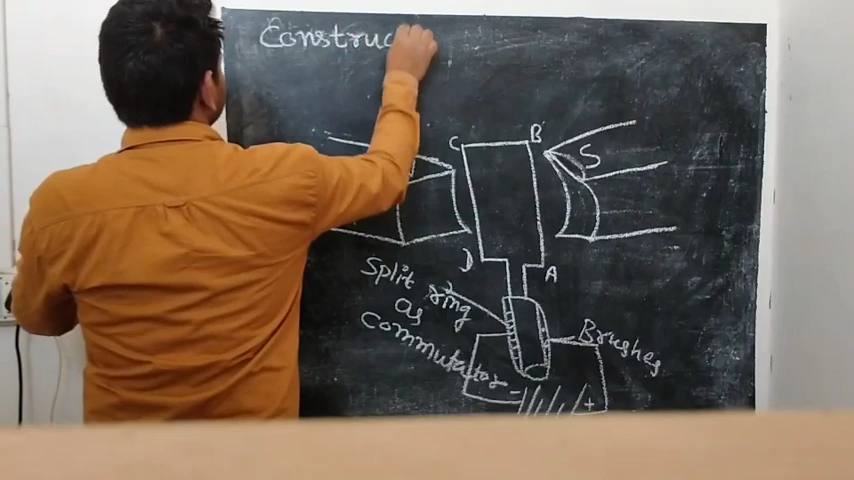 Construc
C B
S
D A
Split ring
as
commutator
Brushes
- +